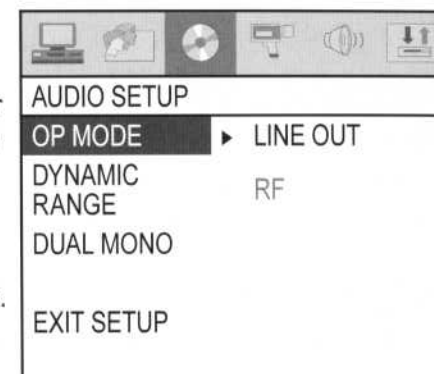 AUDIO SETUP
OP MODE ▶ LINE OUT
DYNAMIC RANGE
RF
DUAL MONO
EXIT SETUP